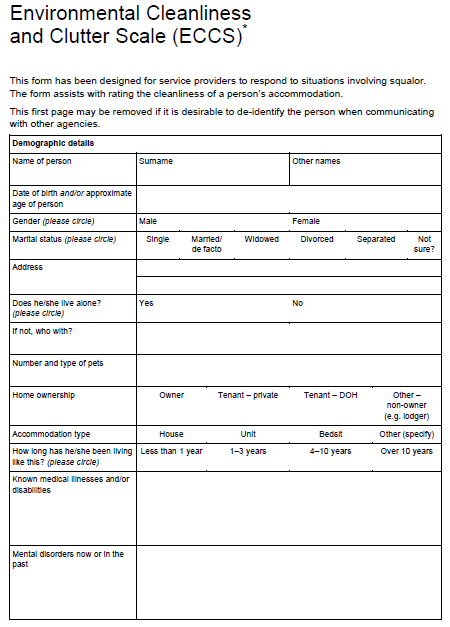 Environmental Cleanliness
and Clutter Scale (ECCS)*
This form has been designed for service providers to respond to situations involving squalor.
The form assists with rating the cleanliness of a person's accommodation.
This first page may be removed if it is desirable to de-identify the person when communicating
with other agencies.
Demographic details
Name of person Surname Other names
Date of birth and/or approximate
age of person
Gender (please circle) Male Female
Marital status (please circle) Single Married/ Widowed Divorced Separated Not
de facto sure?
Address
Does he/she live alone? Yes No
(please circle)
If not, who with?
Number and type of pets
Home ownership Owner Tenant – private Tenant – DOH Other –
non-owner
(e.g. lodger)
Accommodation type House Unit Bedsit Other (specify)
How long has he/she been living Less than 1 year 1–3 years 4–10 years Over 10 years
like this? (please circle)
Known medical illnesses and/or
disabilities
Mental disorders now or in the
past